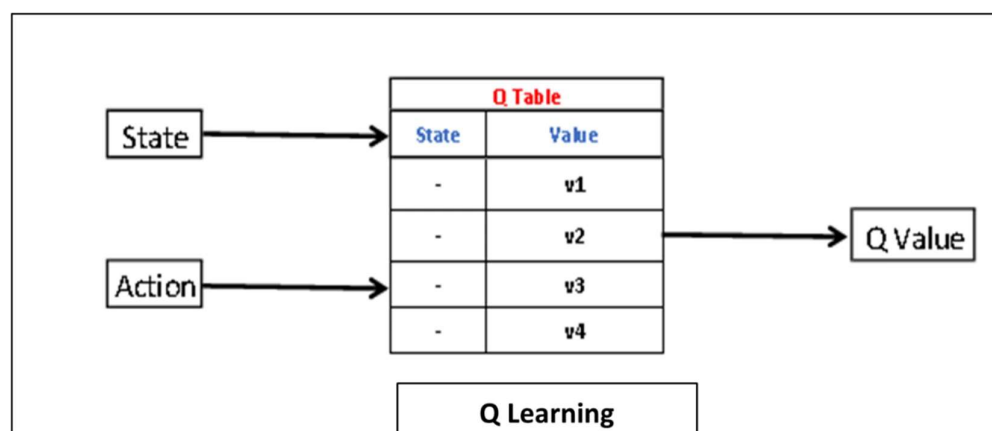 Q Table
State
State Value
- v1
- v2
Q Value
Action
- v3
- v4
Q Learning